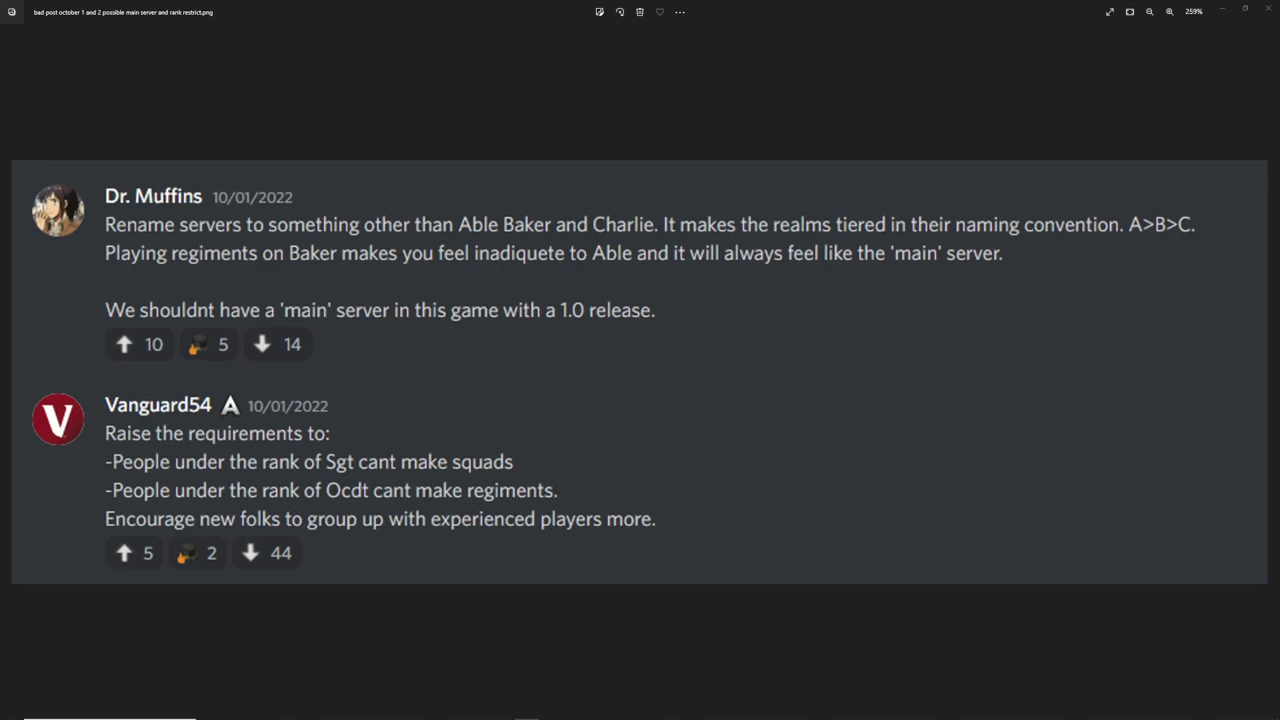 bad post october 1 and 2 possible main server and rank restrict.png
259%
Dr. Muffins 10/01/2022
Rename servers to something other than Able Baker and Charlie. It makes the realms tiered in their naming convention. A>B>C.
Playing regiments on Baker makes you feel inadiquete to Able and it will always feel like the 'main' server.
We shouldnt have a 'main' server in this game with a 1.0 release.
10 5 14
V
Vanguard54 A 10/01/2022
Raise the requirements to:
-People under the rank of Sgt cant make squads
-People under the rank of Ocdt cant make regiments.
Encourage new folks to group up with experienced players more.
5 2 44